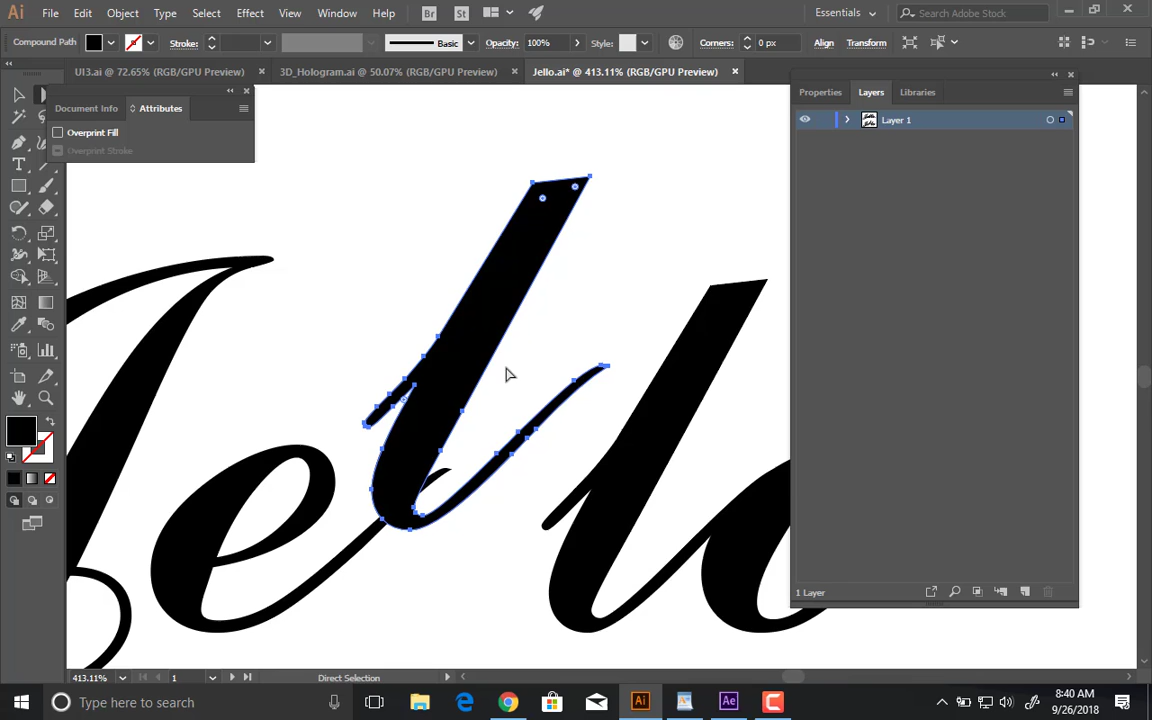 Ai File Edit Object Type Select Effect View Window Help Br St Essentials Search Adobe Stock
Compound Path Stroke: Basic Opacity: 100% Style: Corners: 0 px Align Transform
UI3.ai @ 72.65% (RGB/GPU Preview) 3D_Hologram.ai @ 50.07% (RGB/GPU Preview) Jello.ai* @ 413.11% (RGB/GPU Preview)
Document Info Attributes
Overprint Fill
Overprint Stroke
Properties Layers Libraries
Layer 1
Jello
1 Layer
413.11% 1 Direct Selection
Type here to search Ai Ae 8:40 AM
9/26/2018